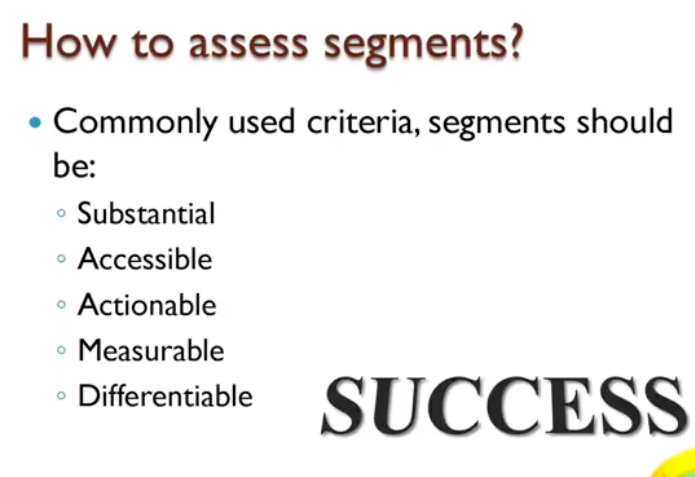 How to assess segments?
• Commonly used criteria, segments should
be:
◦ Substantial
◦ Accessible
◦ Actionable
◦ Measurable
◦ Differentiable
SUCCESS